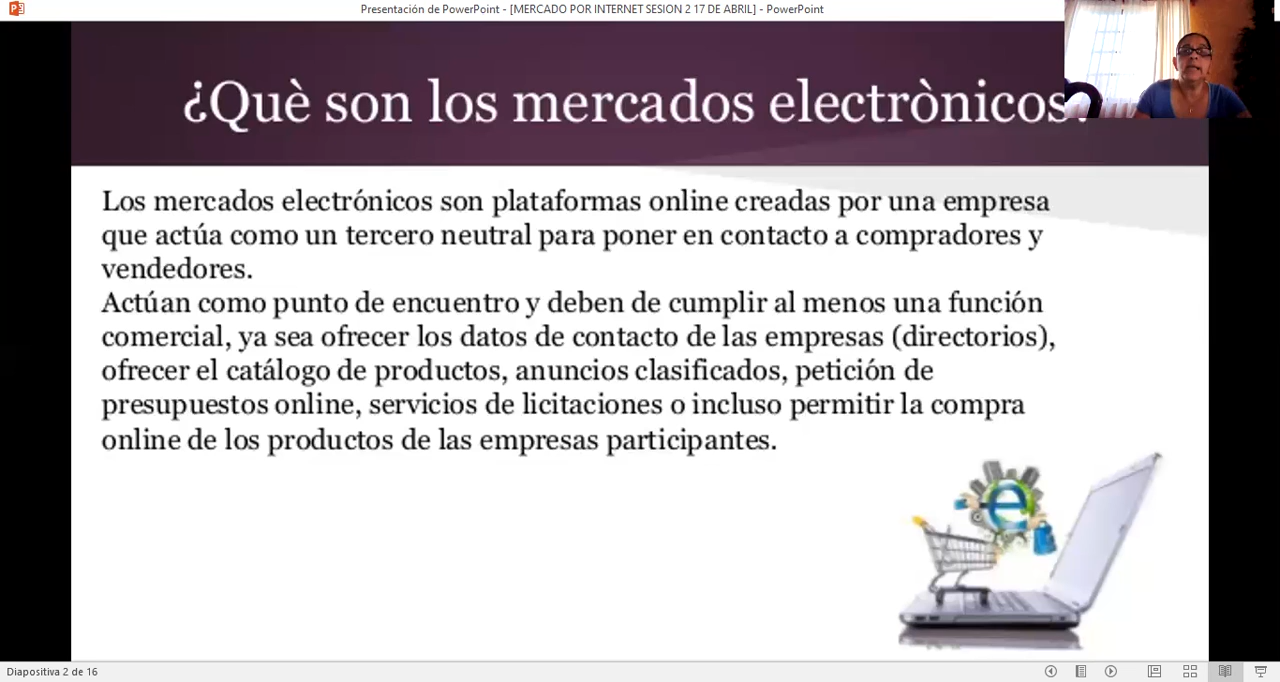 Presentación de PowerPoint - [MERCADO POR INTERNET SESION 2 17 DE ABRIL] - PowerPoint
¿Què son los mercados electrònicos?
Los mercados electrónicos son plataformas online creadas por una empresa
que actúa como un tercero neutral para poner en contacto a compradores y
vendedores.
Actúan como punto de encuentro y deben de cumplir al menos una función
comercial, ya sea ofrecer los datos de contacto de las empresas (directorios),
ofrecer el catálogo de productos, anuncios clasificados, petición de
presupuestos online, servicios de licitaciones o incluso permitir la compra
online de los productos de las empresas participantes.
e
Diapositiva 2 de 16